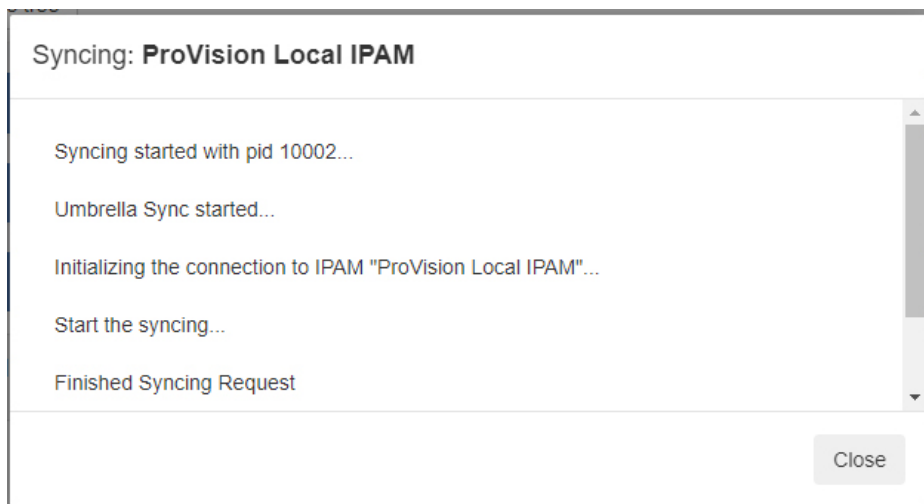 Syncing: ProVision Local IPAM
Syncing started with pid 10002...
Umbrella Sync started...
Initializing the connection to IPAM "ProVision Local IPAM"...
Start the syncing...
Finished Syncing Request
Close